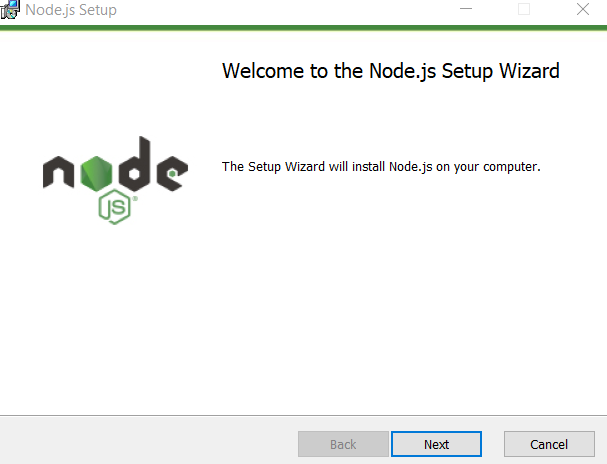 Node.js Setup
Welcome to the Node.js Setup Wizard
The Setup Wizard will install Node.js on your computer.
node
JS®
Back
Next
Cancel